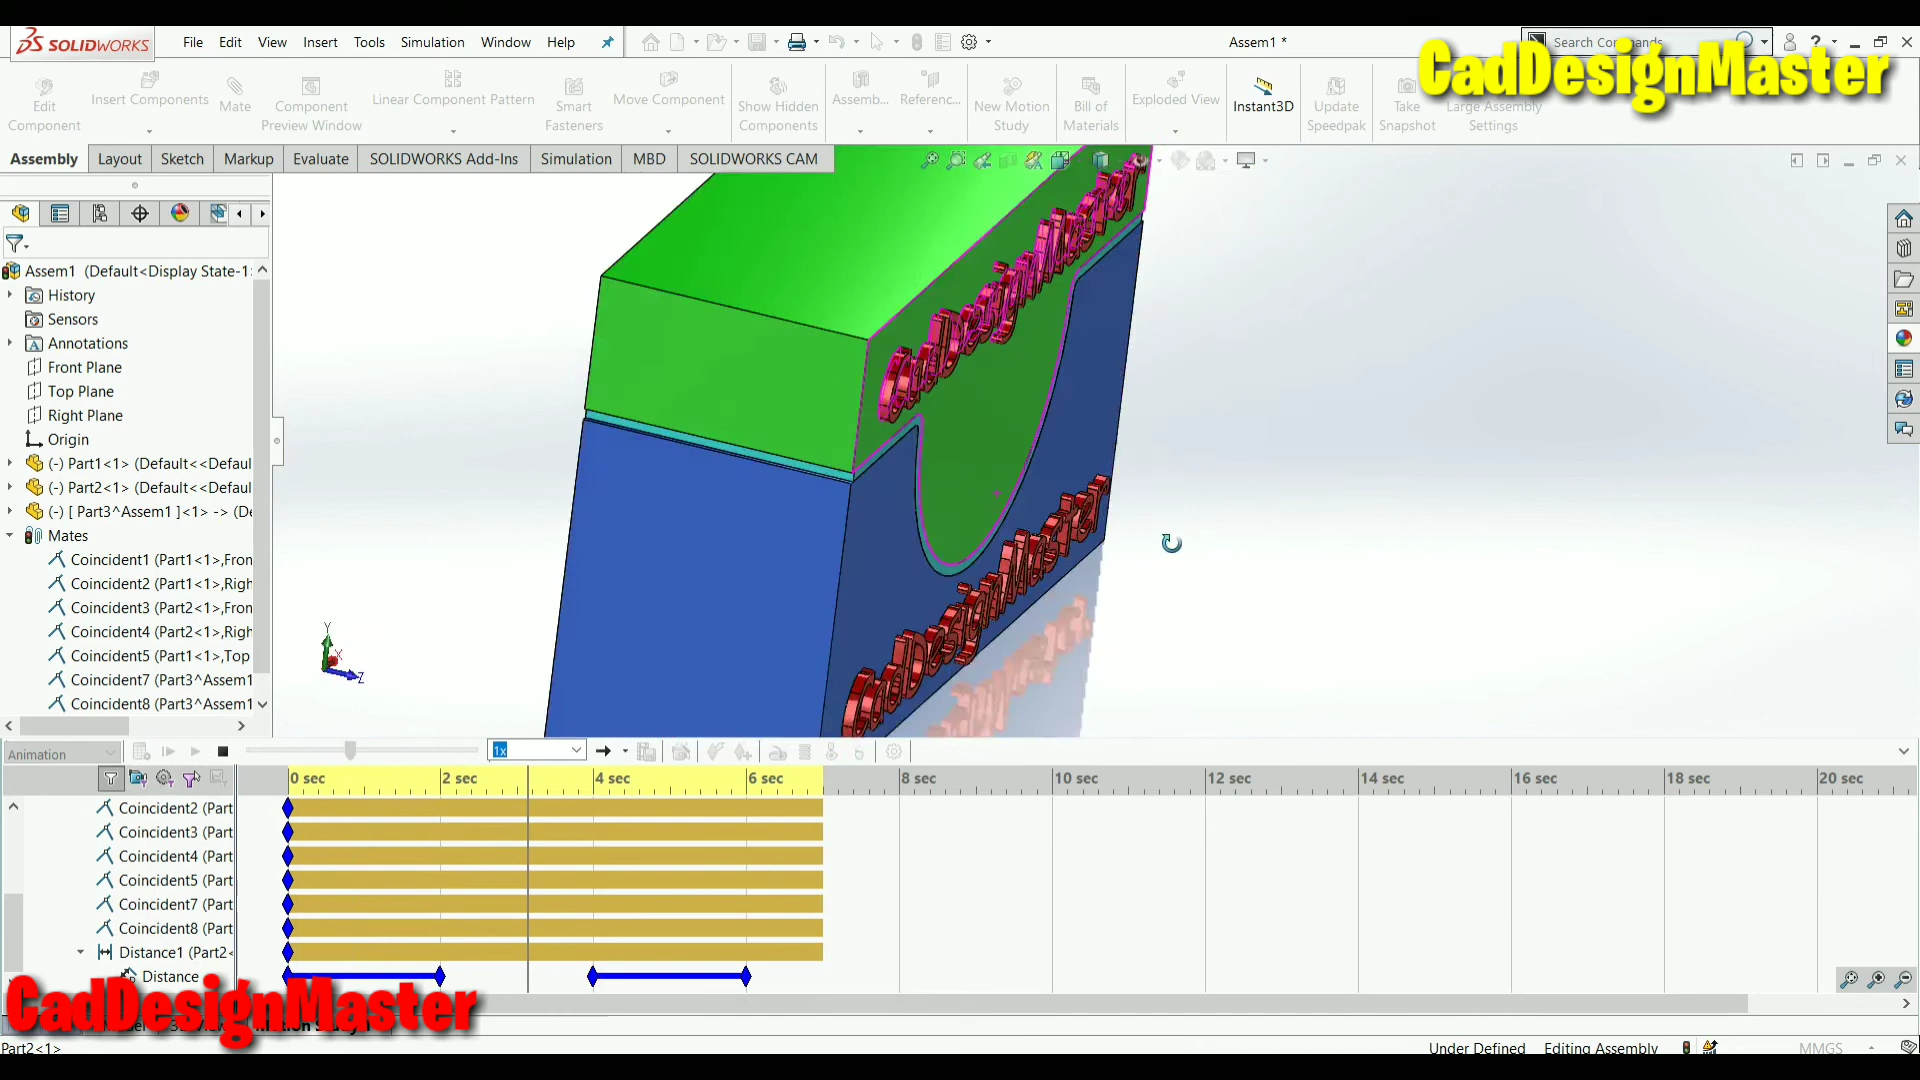 SOLIDWORKS
File Edit View Insert Tools Simulation Window Help
Assem1 *
Search Commands
CadDesignMaster
Edit Component
Insert Components
Mate
Component Preview Window
Linear Component Pattern
Smart Fasteners
Move Component
Show Hidden Components
Assemb...
Referenc...
New Motion Study
Bill of Materials
Exploded View
Instant3D
Update Speedpak
Take Snapshot
Large Assembly Settings
Assembly Layout Sketch Markup Evaluate SOLIDWORKS Add-Ins Simulation MBD SOLIDWORKS CAM
Assem1 (Default<Display State-1
History
Sensors
Annotations
Front Plane
Top Plane
Right Plane
Origin
(-) Part1<1> (Default<<Defaul
(-) Part2<1> (Default<<Defaul
(-) [ Part3^Assem1 ]<1> -> (De
Mates
Coincident1 (Part1<1>,Fron
Coincident2 (Part1<1>,Righ
Coincident3 (Part2<1>,Fron
Coincident4 (Part2<1>,Righ
Coincident5 (Part1<1>,Top
Coincident7 (Part3^Assem1
Coincident8 (Part3^Assem1
CadDesignMaster
CadDesignMaster
Y
X
Z
Animation
1x
0 sec 2 sec 4 sec 6 sec 8 sec 10 sec 12 sec 14 sec 16 sec 18 sec 20 sec
Coincident2 (Part
Coincident3 (Part
Coincident4 (Part
Coincident5 (Part
Coincident7 (Part
Coincident8 (Part
Distance1 (Part2<
Distance
CadDesignMaster
Part2<1>
Under Defined Editing Assembly MMGS